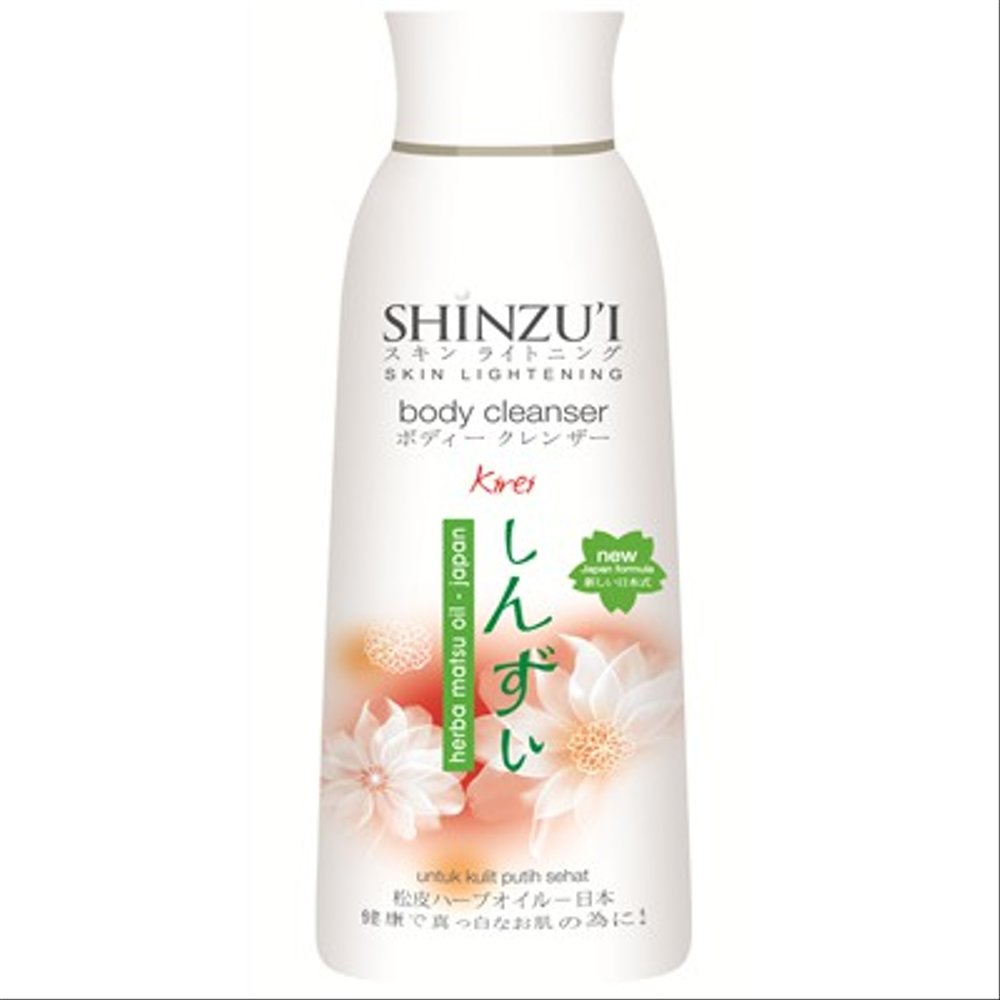 SHINZU'I
スキン ライトニング
SKIN LIGHTENING
body cleanser
ボディー クレンザー
Kirei
herba matsu oil - japan
しんずい
new
Japan formula
新しい日本式
untuk kulit putih sehat
松皮ハーブオイルー日本
健康で真っ白なお肌の為に!